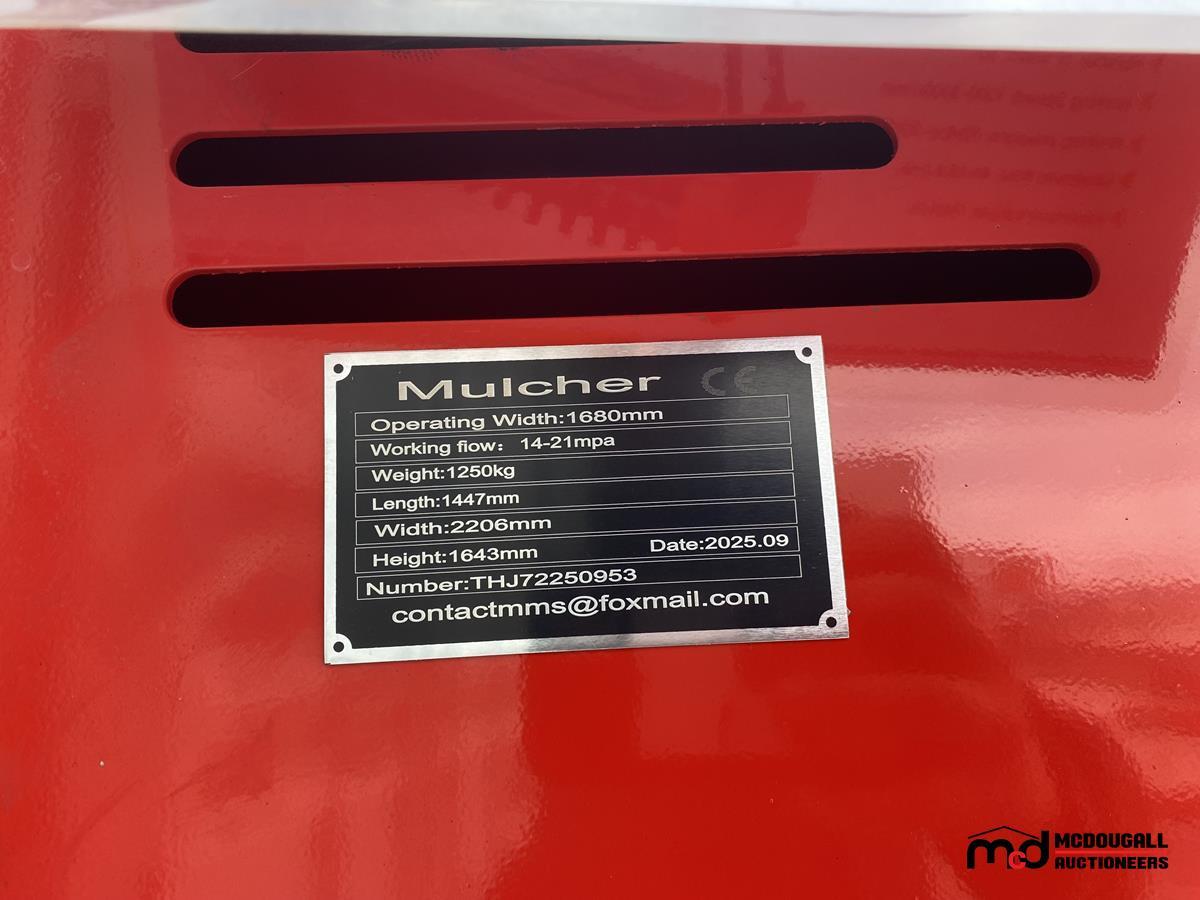 Mulcher CE
Operating Width:1680mm
Working flow: 14-21mpa
Weight:1250kg
Length:1447mm
Width:2206mm
Height:1643mm Date:2025.09
Number:THJ72250953
contactmms@foxmail.com
mcd MCDOUGALL
AUCTIONEERS